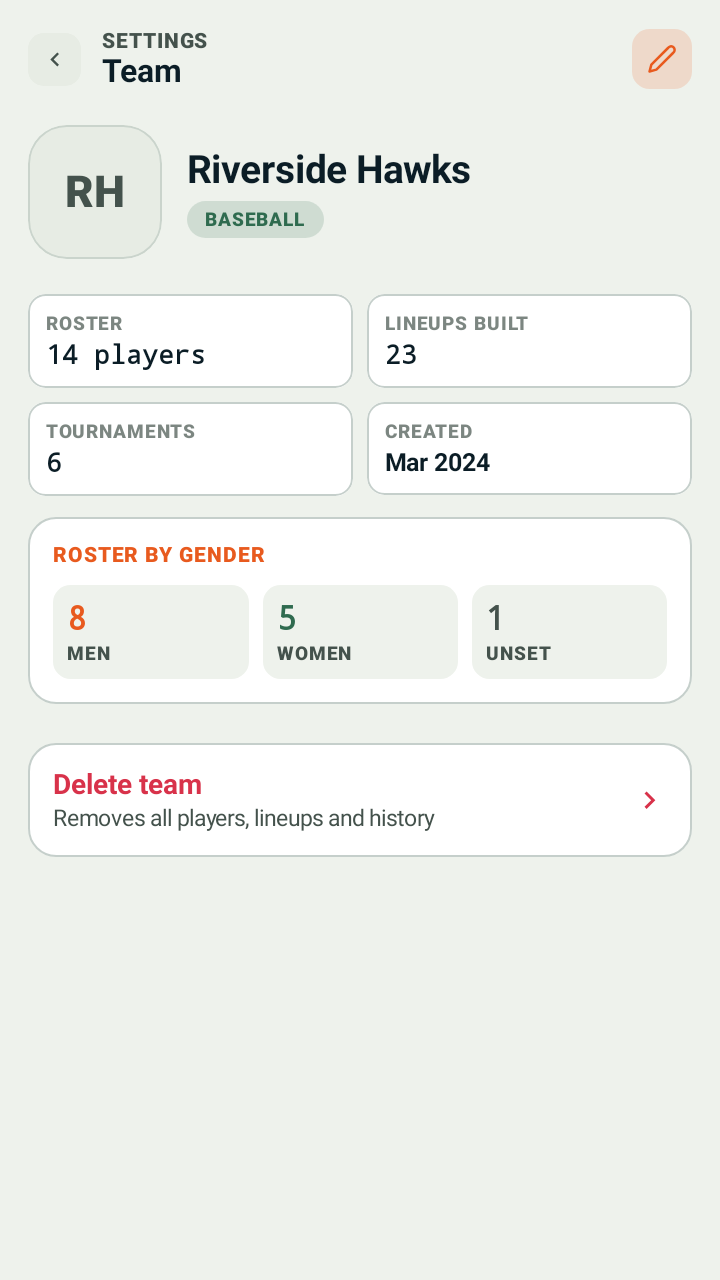 SETTINGS
Team
RH
Riverside Hawks
BASEBALL
ROSTER
14 players
LINEUPS BUILT
23
TOURNAMENTS
6
CREATED
Mar 2024
ROSTER BY GENDER
8
MEN
5
WOMEN
1
UNSET
Delete team
Removes all players, lineups and history